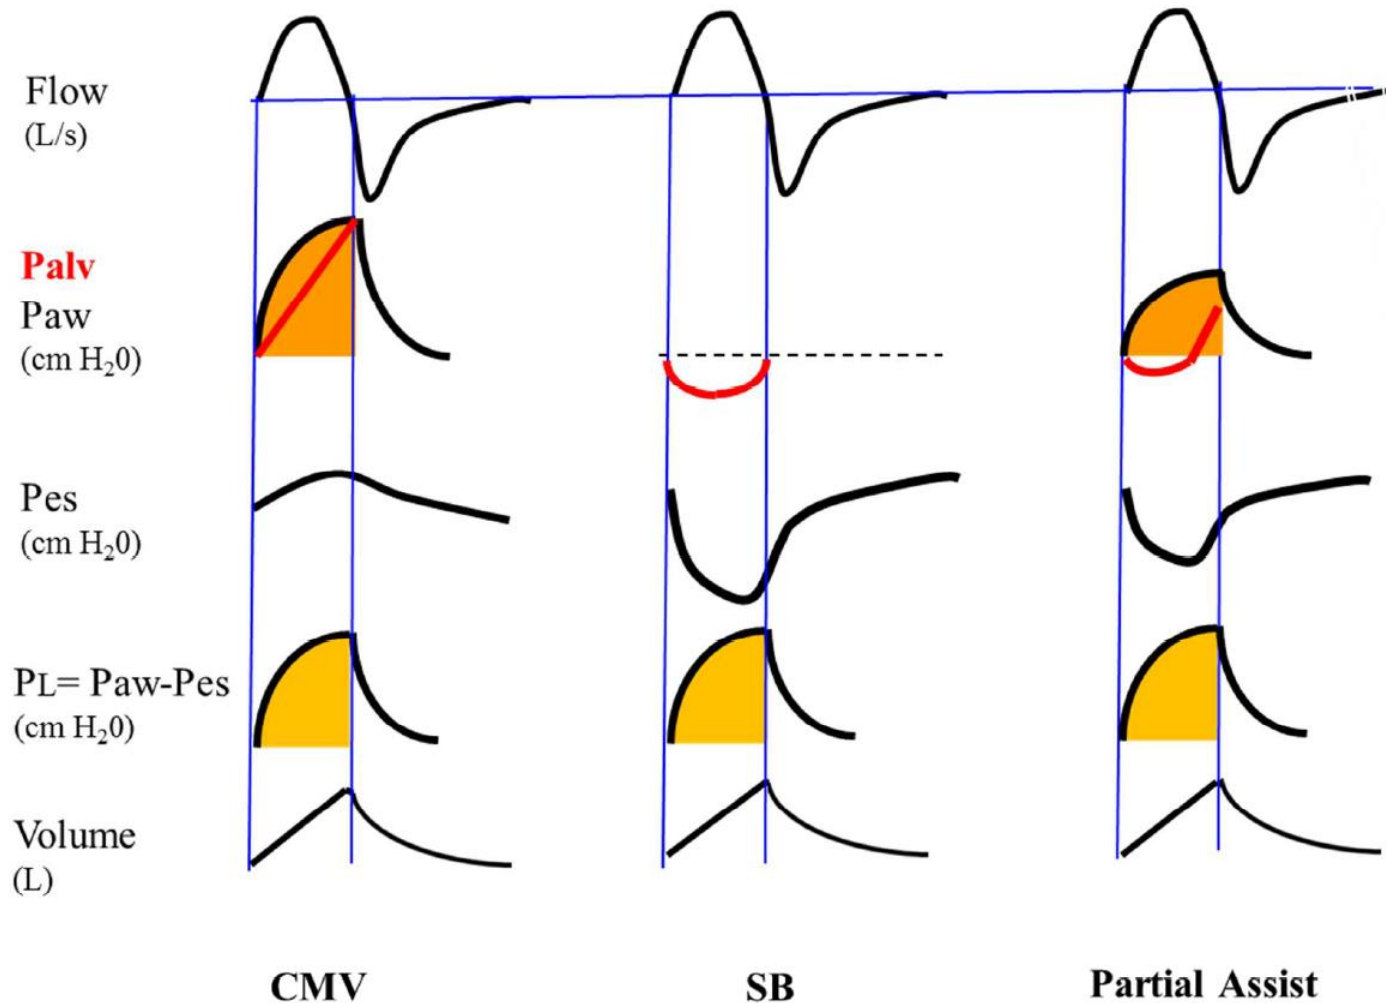 Flow
(L/s)
Palv
Paw
(cm H₂0)
Pes
(cm H₂0)
PL= Paw-Pes
(cm H₂0)
Volume
(L)
CMV
SB
Partial Assist